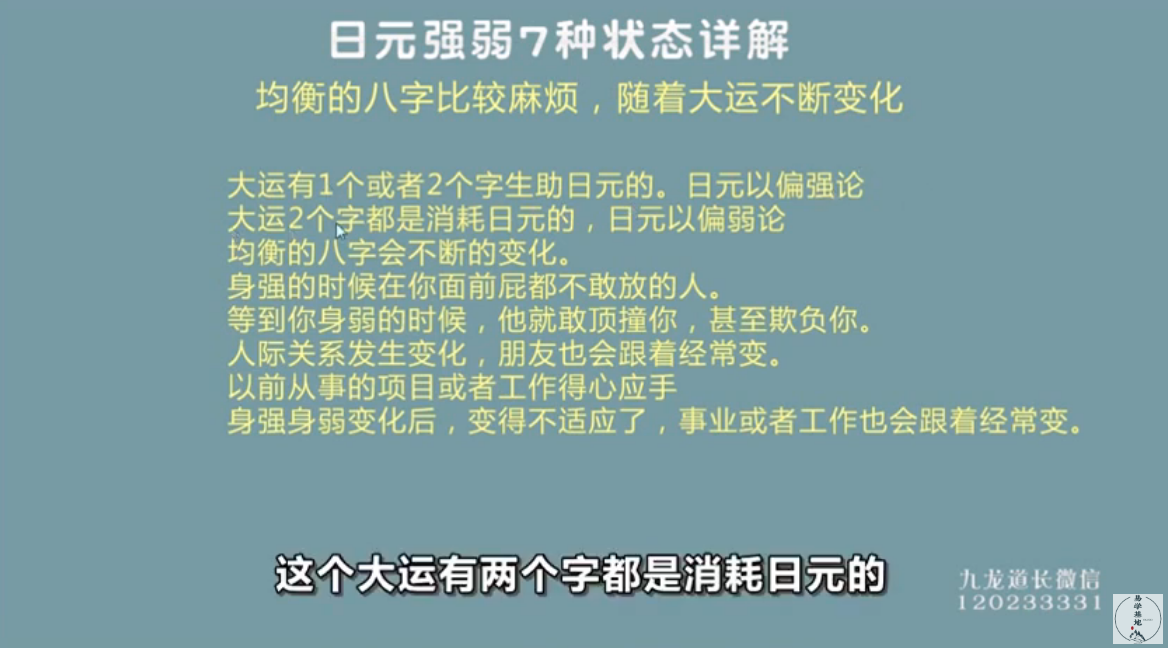 日元强弱7种状态详解
均衡的八字比较麻烦，随着大运不断变化
大运有1个或者2个字生助日元的。日元以偏强论
大运2个字都是消耗日元的，日元以偏弱论
均衡的八字会不断的变化。
身强的时候在你面前屁都不敢放的人。
等到你身弱的时候，他就敢顶撞你，甚至欺负你。
人际关系发生变化，朋友也会跟着经常变。
以前从事的项目或者工作得心应手
身强身弱变化后，变得不适应了，事业或者工作也会跟着经常变。
这个大运有两个字都是消耗日元的
九龙道长微信
120233331
易学基地